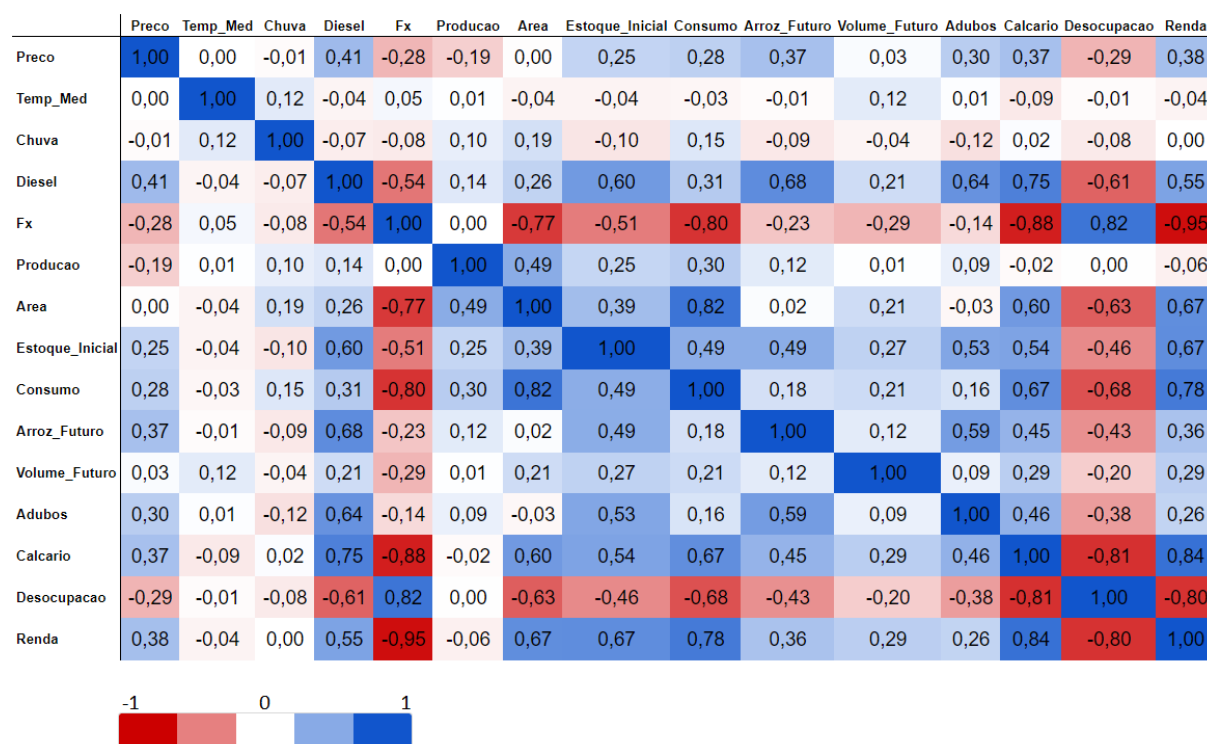 Preco Temp_Med Chuva Diesel Fx Producao Area Estoque_Inicial Consumo Arroz_Futuro Volume_Futuro Adubos Calcario Desocupacao Renda
Preco 1,00 0,00 -0,01 0,41 -0,28 -0,19 0,00 0,25 0,28 0,37 0,03 0,30 0,37 -0,29 0,38
Temp_Med 0,00 1,00 0,12 -0,04 0,05 0,01 -0,04 -0,04 -0,03 -0,01 0,12 0,01 -0,09 -0,01 -0,04
Chuva -0,01 0,12 1,00 -0,07 -0,08 0,10 0,19 -0,10 0,15 -0,09 -0,04 -0,12 0,02 -0,08 0,00
Diesel 0,41 -0,04 -0,07 1,00 -0,54 0,14 0,26 0,60 0,31 0,68 0,21 0,64 0,75 -0,61 0,55
Fx -0,28 0,05 -0,08 -0,54 1,00 0,00 -0,77 -0,51 -0,80 -0,23 -0,29 -0,14 -0,88 0,82 -0,95
Producao -0,19 0,01 0,10 0,14 0,00 1,00 0,49 0,25 0,30 0,12 0,01 0,09 -0,02 0,00 -0,06
Area 0,00 -0,04 0,19 0,26 -0,77 0,49 1,00 0,39 0,82 0,02 0,21 -0,03 0,60 -0,63 0,67
Estoque_Inicial 0,25 -0,04 -0,10 0,60 -0,51 0,25 0,39 1,00 0,49 0,49 0,27 0,53 0,54 -0,46 0,67
Consumo 0,28 -0,03 0,15 0,31 -0,80 0,30 0,82 0,49 1,00 0,18 0,21 0,16 0,67 -0,68 0,78
Arroz_Futuro 0,37 -0,01 -0,09 0,68 -0,23 0,12 0,02 0,49 0,18 1,00 0,12 0,59 0,45 -0,43 0,36
Volume_Futuro 0,03 0,12 -0,04 0,21 -0,29 0,01 0,21 0,27 0,21 0,12 1,00 0,09 0,29 -0,20 0,29
Adubos 0,30 0,01 -0,12 0,64 -0,14 0,09 -0,03 0,53 0,16 0,59 0,09 1,00 0,46 -0,38 0,26
Calcario 0,37 -0,09 0,02 0,75 -0,88 -0,02 0,60 0,54 0,67 0,45 0,29 0,46 1,00 -0,81 0,84
Desocupacao -0,29 -0,01 -0,08 -0,61 0,82 0,00 -0,63 -0,46 -0,68 -0,43 -0,20 -0,38 -0,81 1,00 -0,80
Renda 0,38 -0,04 0,00 0,55 -0,95 -0,06 0,67 0,67 0,78 0,36 0,29 0,26 0,84 -0,80 1,00
-1 0 1